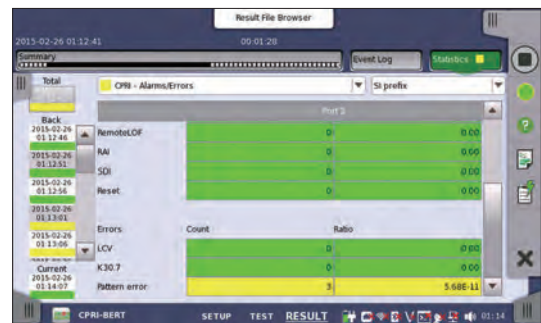 Result File Browser
2015-02-26 01:12:41 00:01:28
Summary Event Log Statistics
Total CPRI - Alarms/Errors SI prefix
Port 1
Back
2015-02-26
01:12:46 RemoteLOF 0 0.00
2015-02-26
01:12:51 RAI 0 0.00
SDI 0 0.00
2015-02-26
01:12:56 Reset 0 0.00
2015-02-26
01:13:01
2015-02-26
01:13:06 Errors Count Ratio
LCV 0 0.00
Current K30.7 0 0.00
2015-02-26
01:14:07 Pattern error 3 5.68E-11
CPRI-BERT SETUP TEST RESULT 01:14